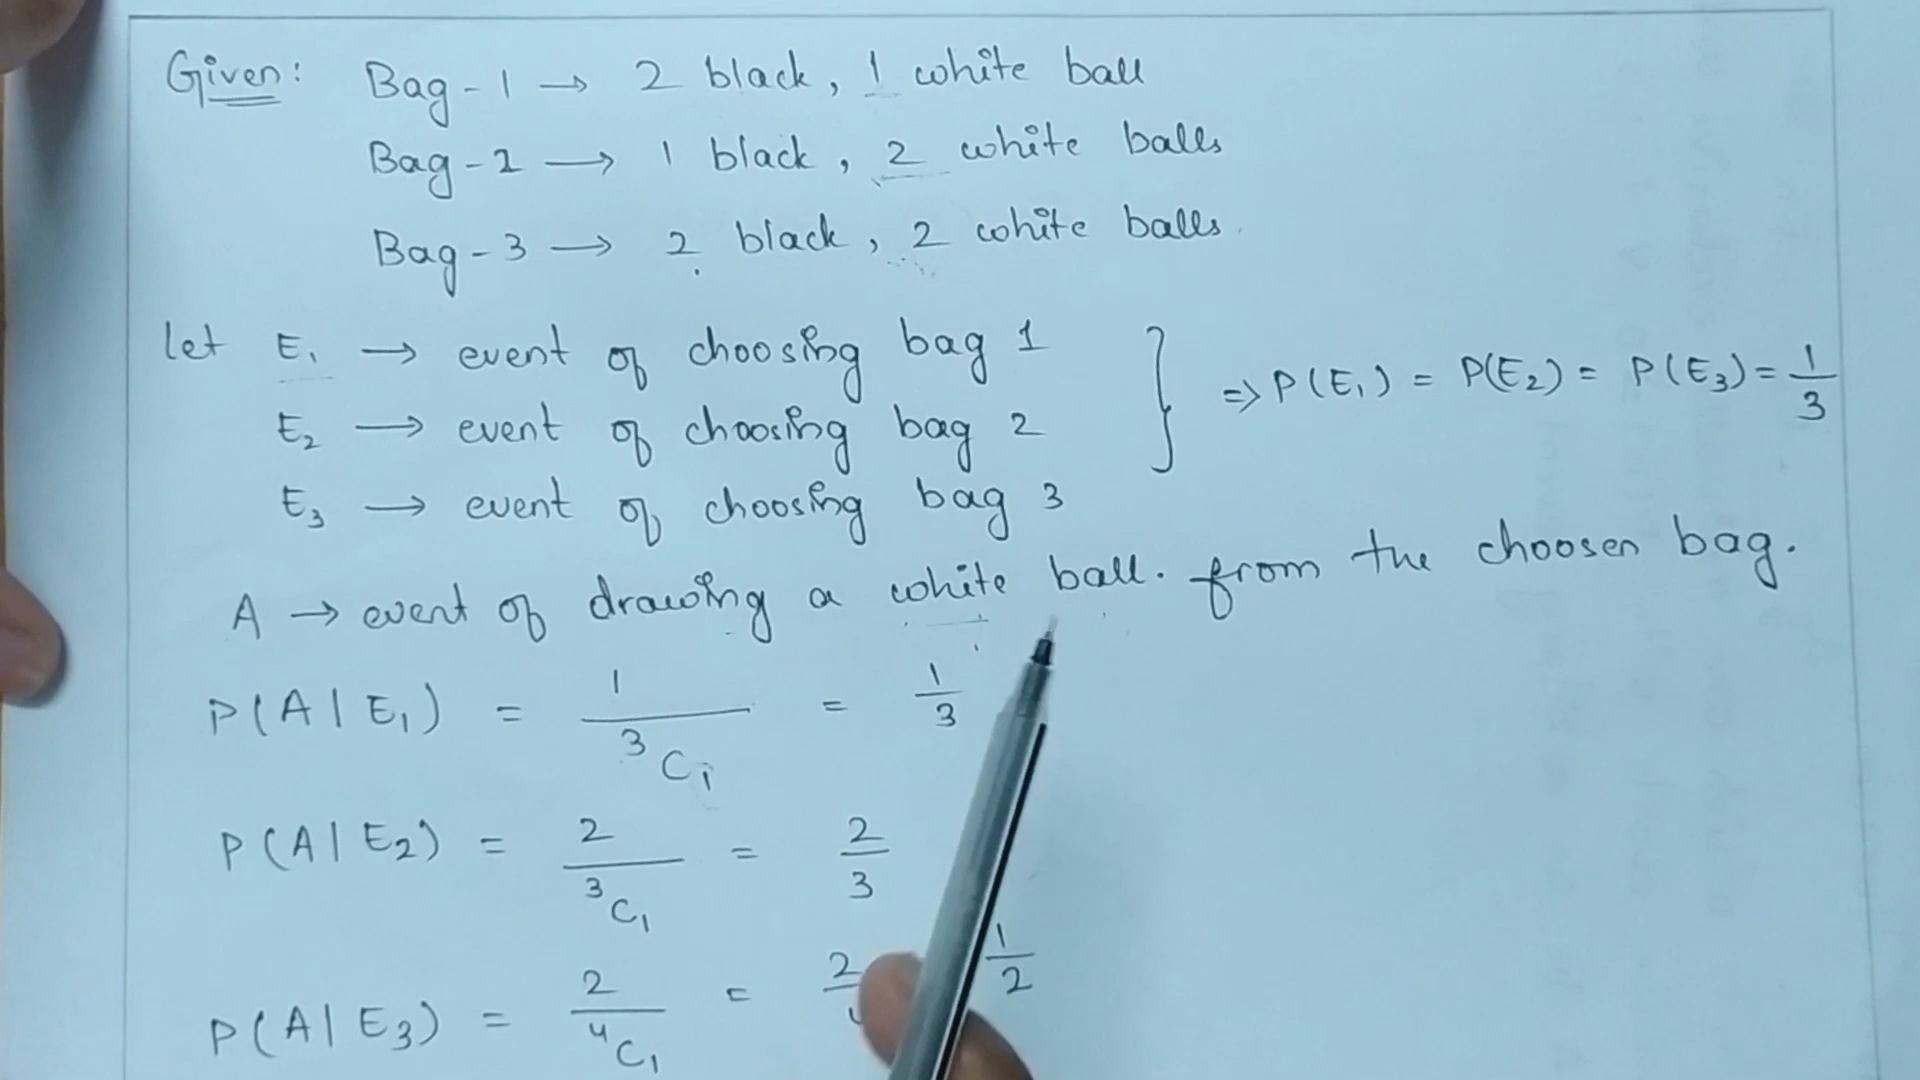 Given: Bag-1 → 2 black, 1 white ball
Bag-2 → 1 black, 2 white balls
Bag-3 → 2 black, 2 white balls.
let E₁ → event of choosing bag 1
E₂ → event of choosing bag 2
E₃ → event of choosing bag 3
} ⇒ P(E₁) = P(E₂) = P(E₃) = 1/3
A → event of drawing a white ball. from the choosen bag.
P(A|E₁) = 1/³C₁ = 1/3
P(A|E₂) = 2/³C₁ = 2/3
P(A|E₃) = 2/⁴C₁ = 2/ 1/2